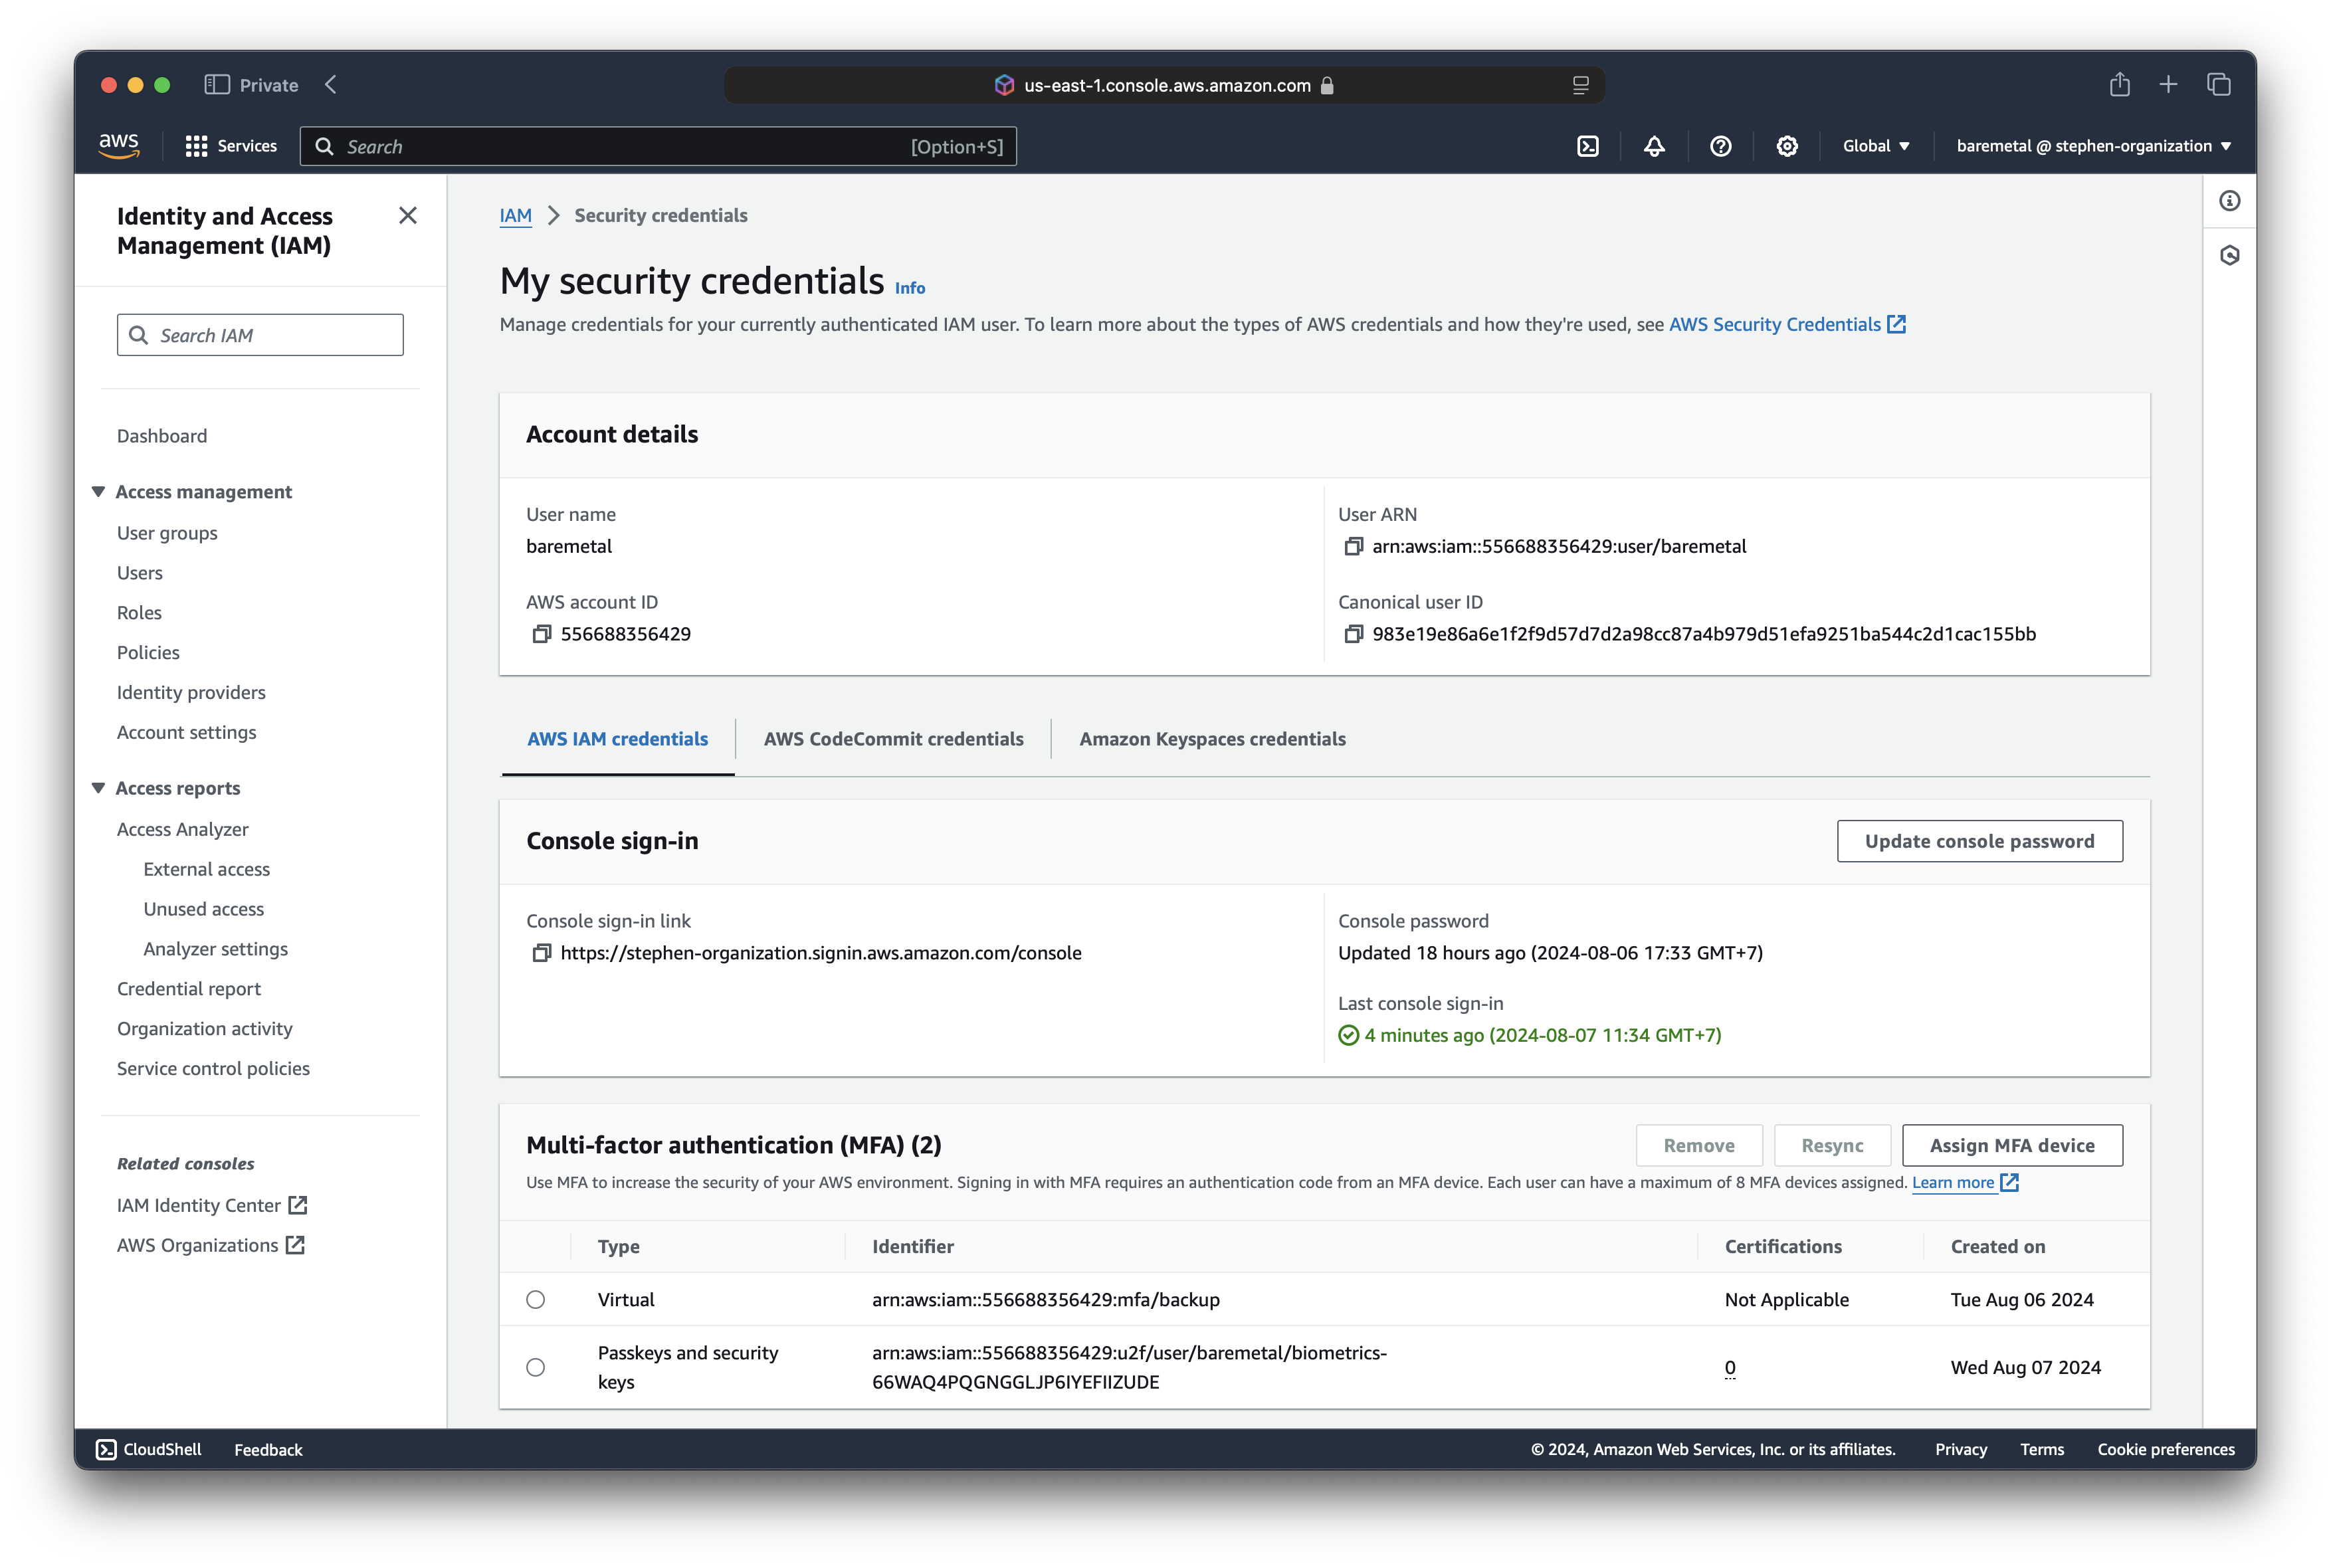 Private
us-east-1.console.aws.amazon.com
aws
Services
Search
[Option+S]
Global
baremetal @ stephen-organization
Identity and Access
Management (IAM)
Search IAM
Dashboard
Access management
User groups
Users
Roles
Policies
Identity providers
Account settings
Access reports
Access Analyzer
External access
Unused access
Analyzer settings
Credential report
Organization activity
Service control policies
Related consoles
IAM Identity Center
AWS Organizations
IAM > Security credentials
My security credentials Info
Manage credentials for your currently authenticated IAM user. To learn more about the types of AWS credentials and how they're used, see AWS Security Credentials
Account details
User name
baremetal
User ARN
arn:aws:iam::556688356429:user/baremetal
AWS account ID
556688356429
Canonical user ID
983e19e86a6e1f2f9d57d7d2a98cc87a4b979d51efa9251ba544c2d1cac155bb
AWS IAM credentials
AWS CodeCommit credentials
Amazon Keyspaces credentials
Console sign-in
Update console password
Console sign-in link
https://stephen-organization.signin.aws.amazon.com/console
Console password
Updated 18 hours ago (2024-08-06 17:33 GMT+7)
Last console sign-in
4 minutes ago (2024-08-07 11:34 GMT+7)
Multi-factor authentication (MFA) (2)
Remove
Resync
Assign MFA device
Use MFA to increase the security of your AWS environment. Signing in with MFA requires an authentication code from an MFA device. Each user can have a maximum of 8 MFA devices assigned. Learn more
Type
Identifier
Certifications
Created on
Virtual
arn:aws:iam::556688356429:mfa/backup
Not Applicable
Tue Aug 06 2024
Passkeys and security
keys
arn:aws:iam::556688356429:u2f/user/baremetal/biometrics-
66WAQ4PQGNGGLJP6IYEFIIZUDE
0
Wed Aug 07 2024
CloudShell
Feedback
© 2024, Amazon Web Services, Inc. or its affiliates.
Privacy
Terms
Cookie preferences